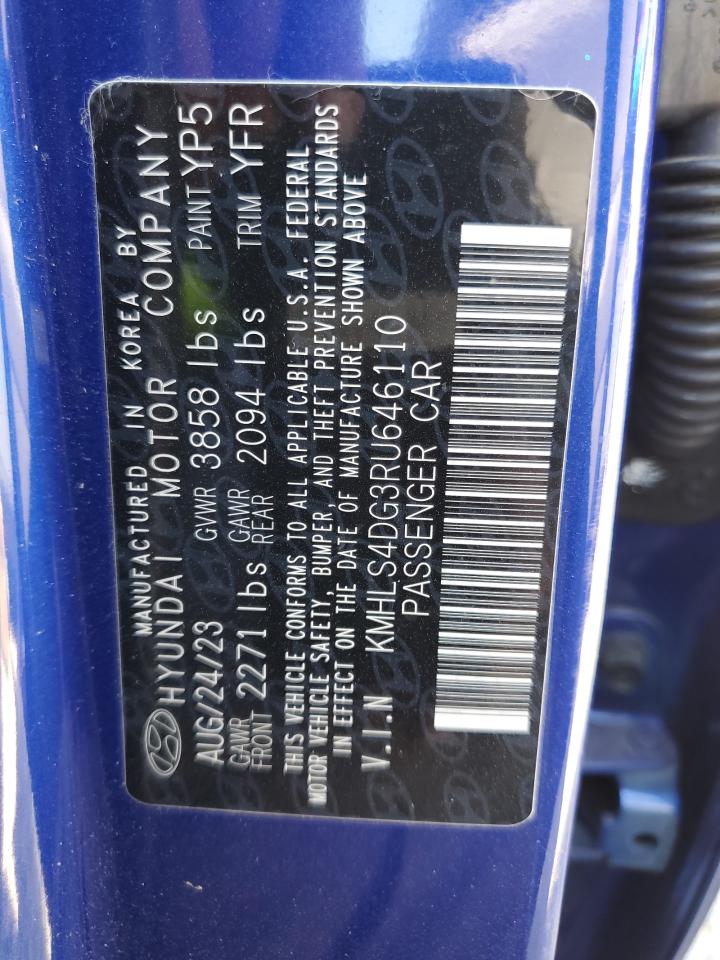 MANUFACTURED IN KOREA BY
HYUNDAI MOTOR COMPANY
AUG/24/23 GVWR 3858 lbs PAINT YP5
GAWR FRONT 2271 lbs GAWR REAR 2094 lbs TRIM YFR
THIS VEHICLE CONFORMS TO ALL APPLICABLE U.S.A. FEDERAL
MOTOR VEHICLE SAFETY, BUMPER, AND THEFT PREVENTION STANDARDS
IN EFFECT ON THE DATE OF MANUFACTURE SHOWN ABOVE
V.I.N KMHLS4DG3RU646110
PASSENGER CAR